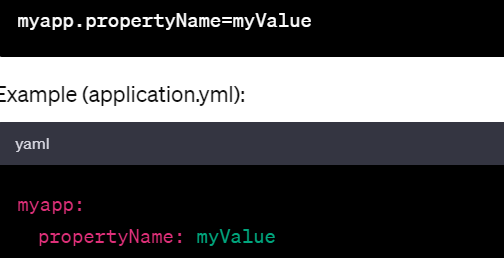 myapp.propertyName=myValue
Example (application.yml):
yaml
myapp:
  propertyName: myValue